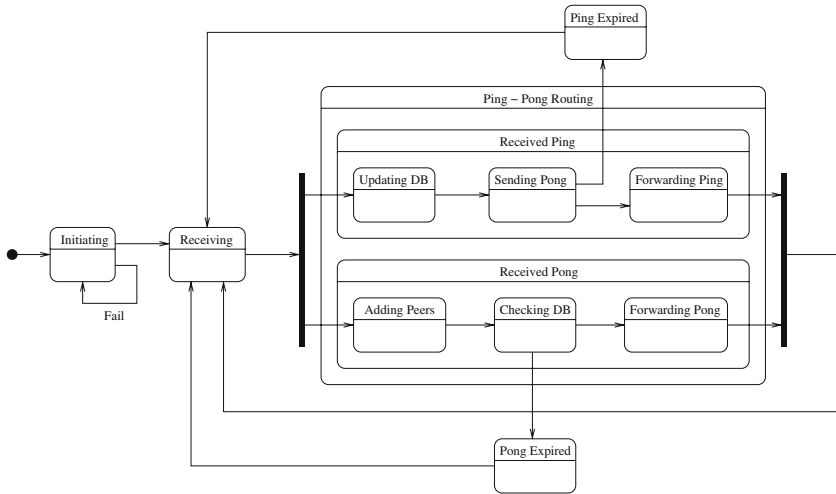 Ping Expired
Ping – Pong Routing
Received Ping
Updating DB
Sending Pong
Forwarding Ping
Initiating
Receiving
Fail
Received Pong
Adding Peers
Checking DB
Forwarding Pong
Pong Expired